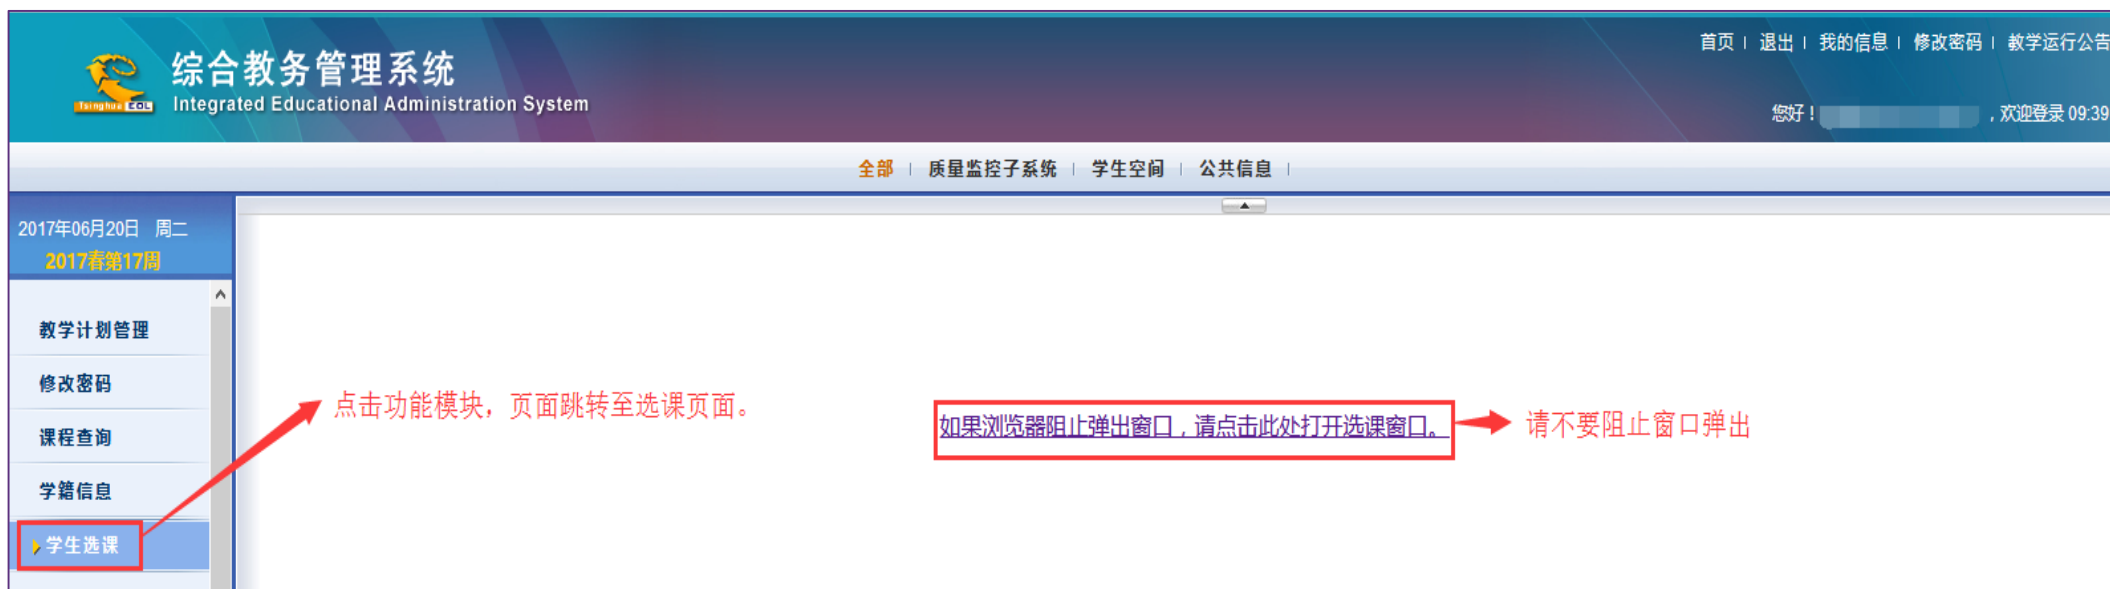 首页 | 退出 | 我的信息 | 修改密码 | 教学运行公告
综合教务管理系统
Integrated Educational Administration System
Tsinghua EOL
您好！ ，欢迎登录 09:39
全部 | 质量监控子系统 | 学生空间 | 公共信息 |
2017年06月20日 周二
2017春第17周
教学计划管理
修改密码
课程查询
学籍信息
学生选课
点击功能模块，页面跳转至选课页面。
如果浏览器阻止弹出窗口，请点击此处打开选课窗口。
请不要阻止窗口弹出